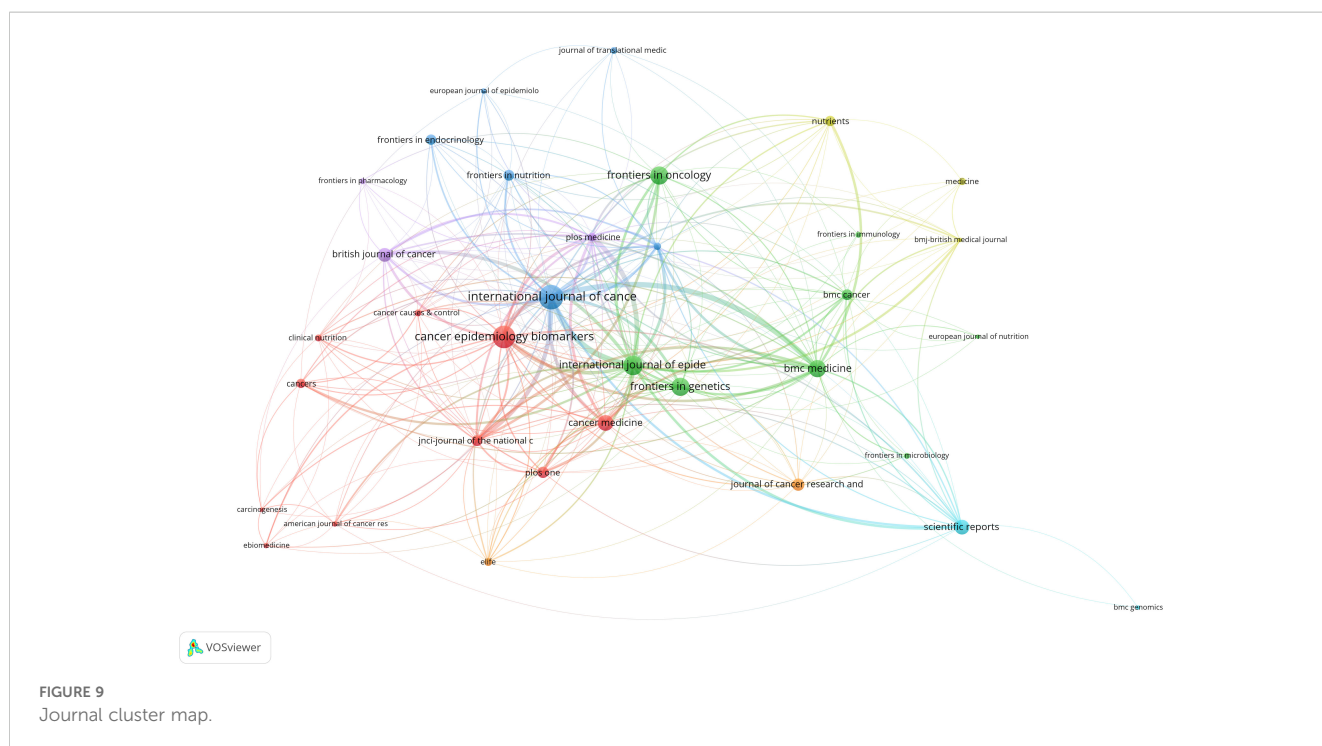 journal of translational medic
european journal of epidemiolo
nutrients
frontiers in endocrinology
frontiers in nutrition
frontiers in oncology
frontiers in pharmacology
medicine
plos medicine
frontiers in immunology
bmj-british medical journal
british journal of cancer
international journal of cance
bmc cancer
cancer causes & control
clinical nutrition
cancer epidemiology biomarkers
european journal of nutrition
international journal of epide
bmc medicine
cancers
frontiers in genetics
cancer medicine
jnci-journal of the national c
frontiers in microbiology
plos one
journal of cancer research and
carcinogenesis
american journal of cancer res
scientific reports
ebiomedicine
elife
bmc genomics
VOSviewer
FIGURE 9
Journal cluster map.